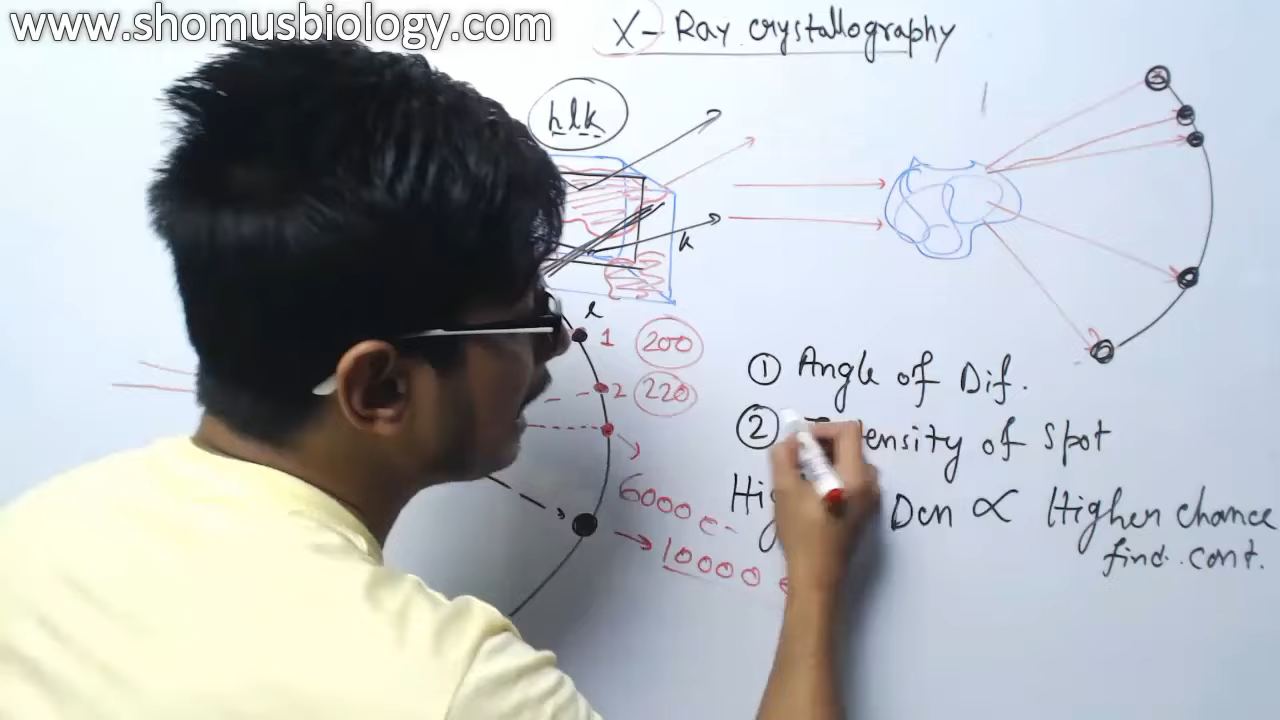 www.shomusbiology.com
X-Ray crystallography
hlk
k
l
1 200
2 220
6000 e-
10000
① Angle of Dif.
② of Spot
Den ∝ Higher chance
find. cont.